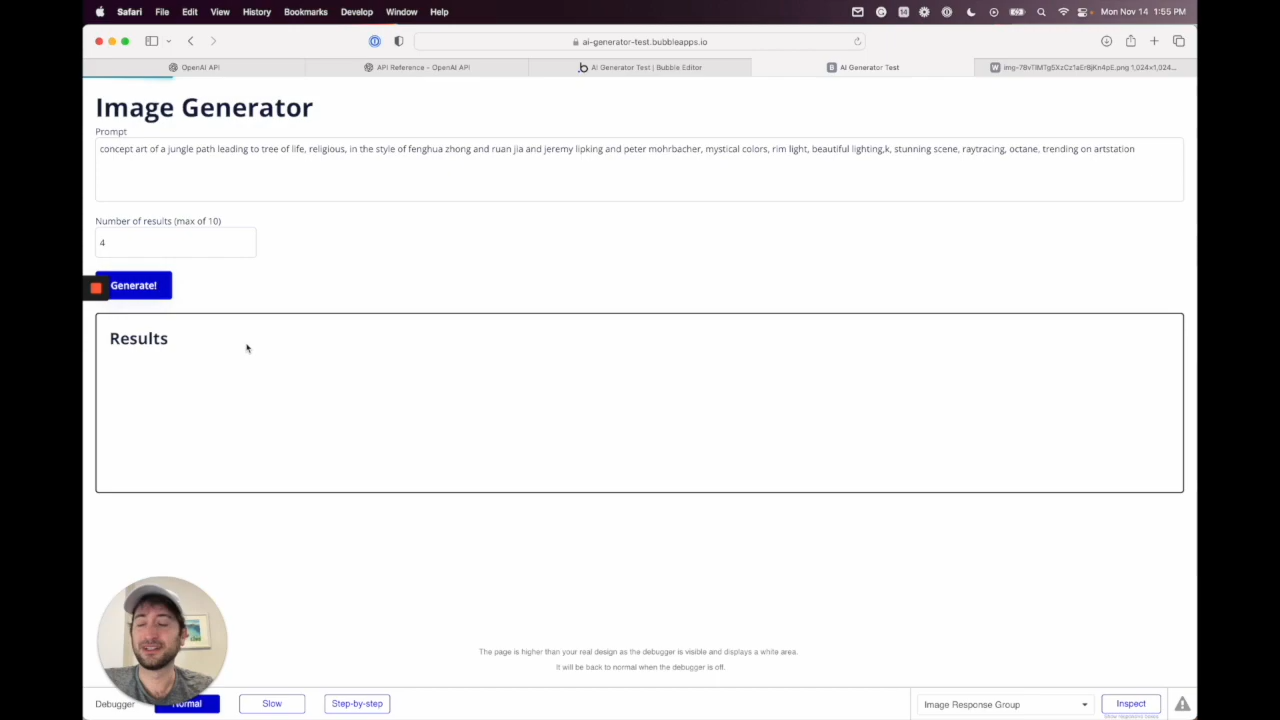 Safari File Edit View History Bookmarks Develop Window Help 14 Mon Nov 14 1:55 PM
ai-generator-test.bubbleapps.io
OpenAI API API Reference - OpenAI API AI Generator Test | Bubble Editor AI Generator Test
Image Generator
Prompt
concept art of a jungle path leading to tree of life, religious, in the style of fenghua zhong and ruan jia and jeremy lipking and peter mohrbacher, mystical colors, rim light, beautiful lighting,k, stunning scene, raytracing, octane, trending on artstation
Number of results (max of 10)
4
Generate!
Results
The page is higher than your real design as the debugger is visible and displays a white area.
It will be back to normal when the debugger is off.
Debugger Normal Slow Step-by-step Image Response Group Inspect